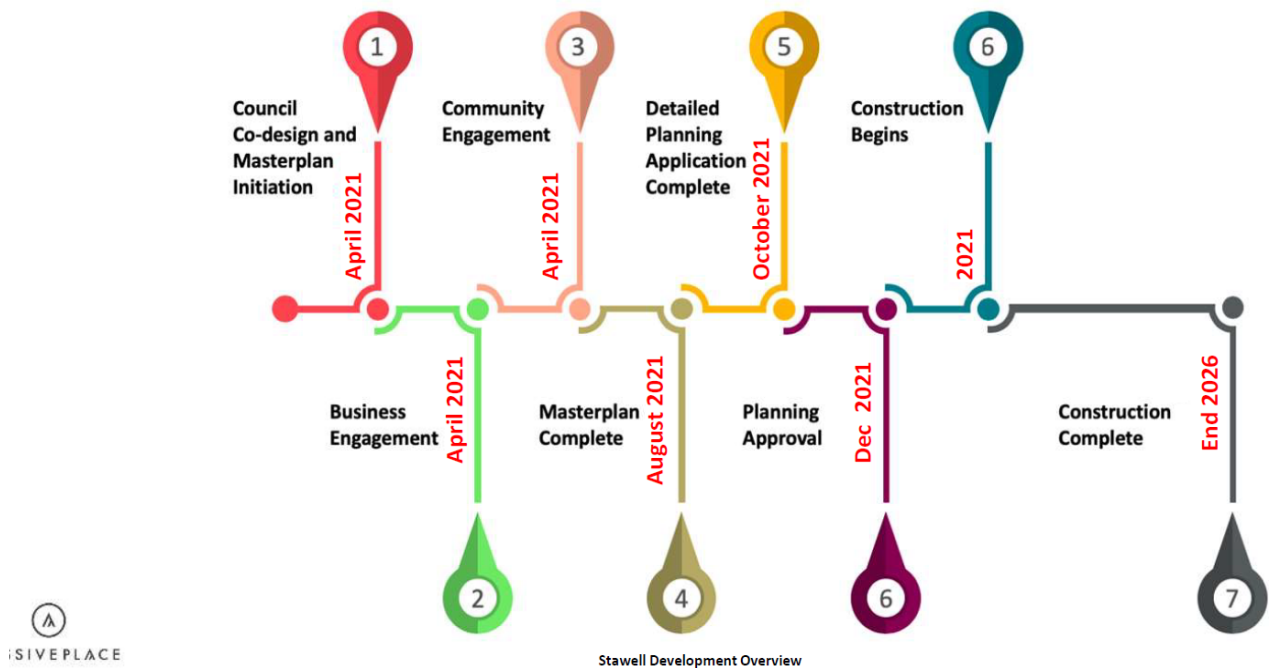 1
3
5
6
Council
Co-design and
Masterplan
Initiation
April 2021
Community
Engagement
April 2021
Detailed
Planning
Application
Complete
October 2021
Construction
Begins
2021
Business
Engagement
April 2021
Masterplan
Complete
August 2021
Planning
Approval
Dec 2021
Construction
Complete
End 2026
2
4
6
7
SIVEPLACE
Stawell Development Overview